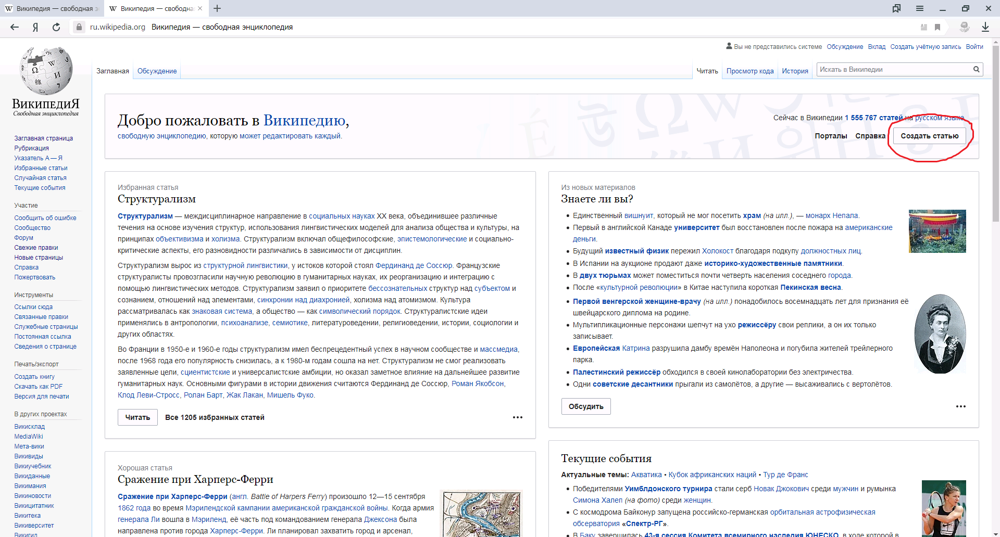 Википедия — свободная э
Википедия — свободна
ru.wikipedia.org Википедия — свободная энциклопедия
Вы не представились системе Обсуждение Вклад Создать учётную запись Войти
Заглавная Обсуждение
Читать Просмотр кода История Искать в Википедии
ВикипедиЯ
Свободная энциклопедия
Заглавная страница
Рубрикация
Указатель А — Я
Избранные статьи
Случайная статья
Текущие события
Участие
Сообщить об ошибке
Сообщество
Форум
Свежие правки
Новые страницы
Справка
Пожертвовать
Инструменты
Ссылки сюда
Связанные правки
Служебные страницы
Постоянная ссылка
Сведения о странице
Печать/экспорт
Создать книгу
Скачать как PDF
Версия для печати
В других проектах
Викисклад
MediaWiki
Мета-вики
Викивиды
Викиучебник
Викиданные
Викимания
Викиновости
Викицитатник
Викитека
Викиверситет
Викигид
Добро пожаловать в Википедию,
свободную энциклопедию, которую может редактировать каждый.
Сейчас в Википедии 1 555 767 статей на русском языке.
Порталы Справка Создать статью
Избранная статья
Структурализм
Структурализм — междисциплинарное направление в социальных науках XX века, объединившее различные
течения на основе изучения структур, использования лингвистических моделей для анализа общества и культуры, на
принципах объективизма и холизма. Структурализм включал общефилософские, эпистемологические и социально-
критические аспекты, его разновидности различались в зависимости от дисциплин.
Структурализм вырос из структурной лингвистики, у истоков которой стоял Фердинанд де Соссюр. Французские
структуралисты провозгласили научную революцию в гуманитарных науках, их реорганизацию и интеграцию с
помощью лингвистических методов. Структурализм заявил о приоритете бессознательных структур над субъектом и
сознанием, отношений над элементами, синхронии над диахронией, холизма над атомизмом. Культура
рассматривалась как знаковая система, а общество — как символический порядок. Структуралистские идеи
применялись в антропологии, психоанализе, семиотике, литературоведении, религиоведении, истории, социологии и
других областях.
Во Франции в 1950-е и 1960-е годы структурализм имел беспрецедентный успех в научном сообществе и массмедиа,
после 1968 года его популярность снизилась, а к 1980-м годам сошла на нет. Структурализм не смог реализовать
заявленные цели, сциентистские и универсалистские амбиции, но оказал заметное влияние на дальнейшее развитие
гуманитарных наук. Основными фигурами в истории движения считаются Фердинанд де Соссюр, Роман Якобсон,
Клод Леви-Стросс, Ролан Барт, Жак Лакан, Мишель Фуко.
Читать Все 1205 избранных статей
Хорошая статья
Сражение при Харперс-Ферри
Сражение при Харперс-Ферри (англ. Battle of Harpers Ferry) произошло 12—15 сентября
1862 года во время Мэрилендской кампании американской гражданской войны. Когда армия
генерала Ли вошла в Мэриленд, её часть под командованием генерала Джексона была
направлена против города Харперс-Ферри. Ли планировал захватить город и арсенал,
Из новых материалов
Знаете ли вы?
Единственный вишнуит, который не мог посетить храм (на илл.), — монарх Непала.
Первый в английской Канаде университет был восстановлен после пожара на американские
деньги.
Будущий известный физик пережил Холокост благодаря подкупу должностных лиц.
В Испании на аукционе продают даже историко-художественные памятники.
В двух тюрьмах может поместиться почти четверть населения соседнего города.
После «культурной революции» в Китае наступила короткая Пекинская весна.
Первой венгерской женщине-врачу (на илл.) понадобилось восемнадцать лет для признания её
швейцарского диплома на родине.
Мультипликационные персонажи шепчут на ухо режиссёру свои реплики, а он их только
записывает.
Европейская Катрина разрушила дамбу времён Наполеона и погубила жителей трейлерного
парка.
Палестинский режиссёр обходился в своей кинолаборатории без электричества.
Одни советские десантники прыгали из самолётов, а другие — высаживались с вертолётов.
Обсудить
Текущие события
Актуальные темы: Акватика • Кубок африканских наций • Тур де Франс
Победителями Уимблдонского турнира стали серб Новак Джокович среди мужчин и румынка
Симона Халеп (на фото) среди женщин.
С космодрома Байконур запущена российско-германская орбитальная астрофизическая
обсерватория «Спектр-РГ».
В Баку завершилась 43-я сессия Комитета всемирного наследия ЮНЕСКО, в ходе которой в